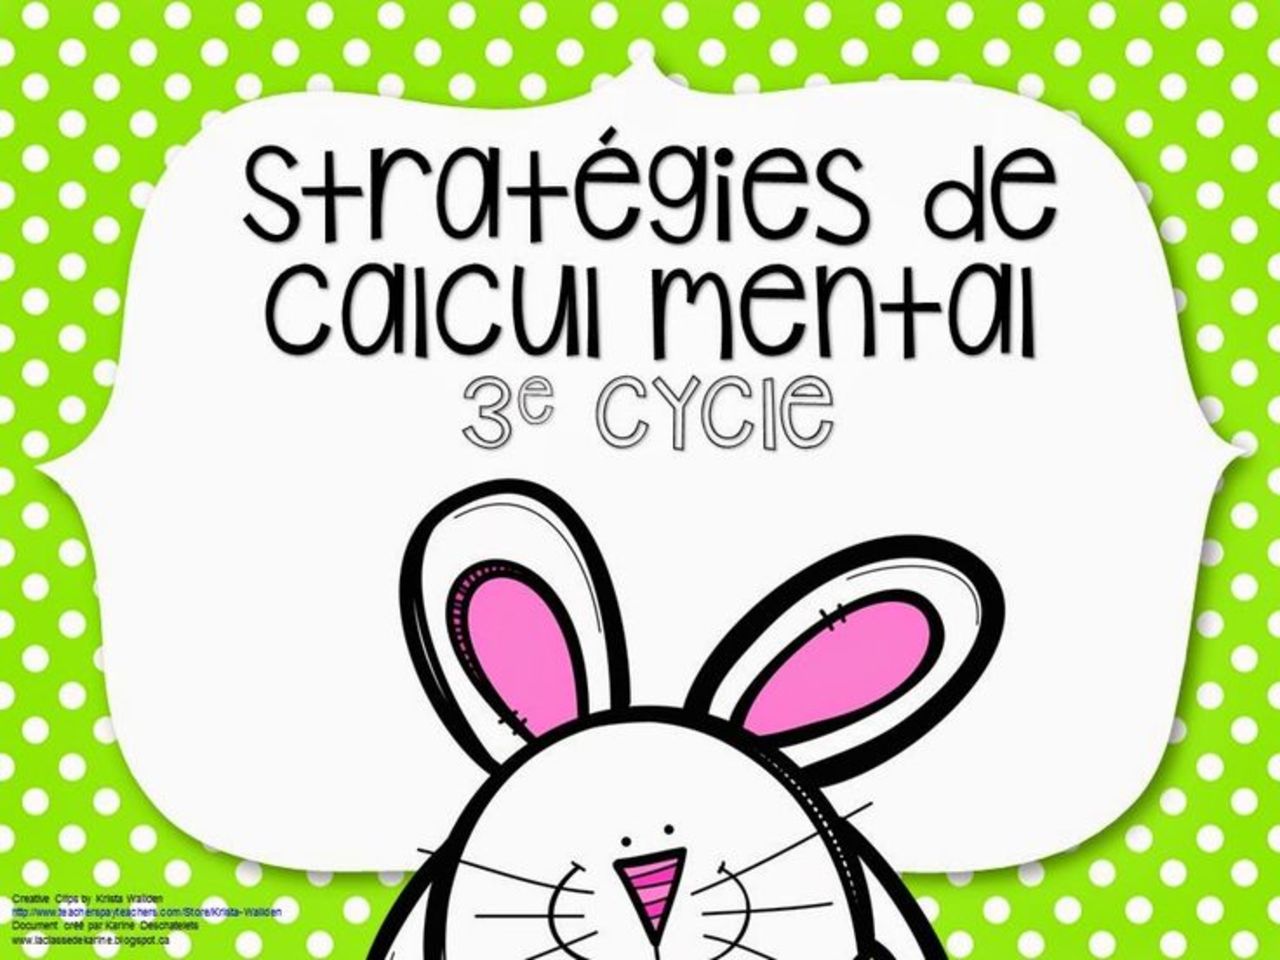 Stratégies de
calcul mental
3e cycle
Creative Clips by Krista Wallden
http://www.teacherspayteachers.com/Store/Krista-Wallden
Document créé par Karine Deschatelets
www.laclassedekarine.blogspot.ca